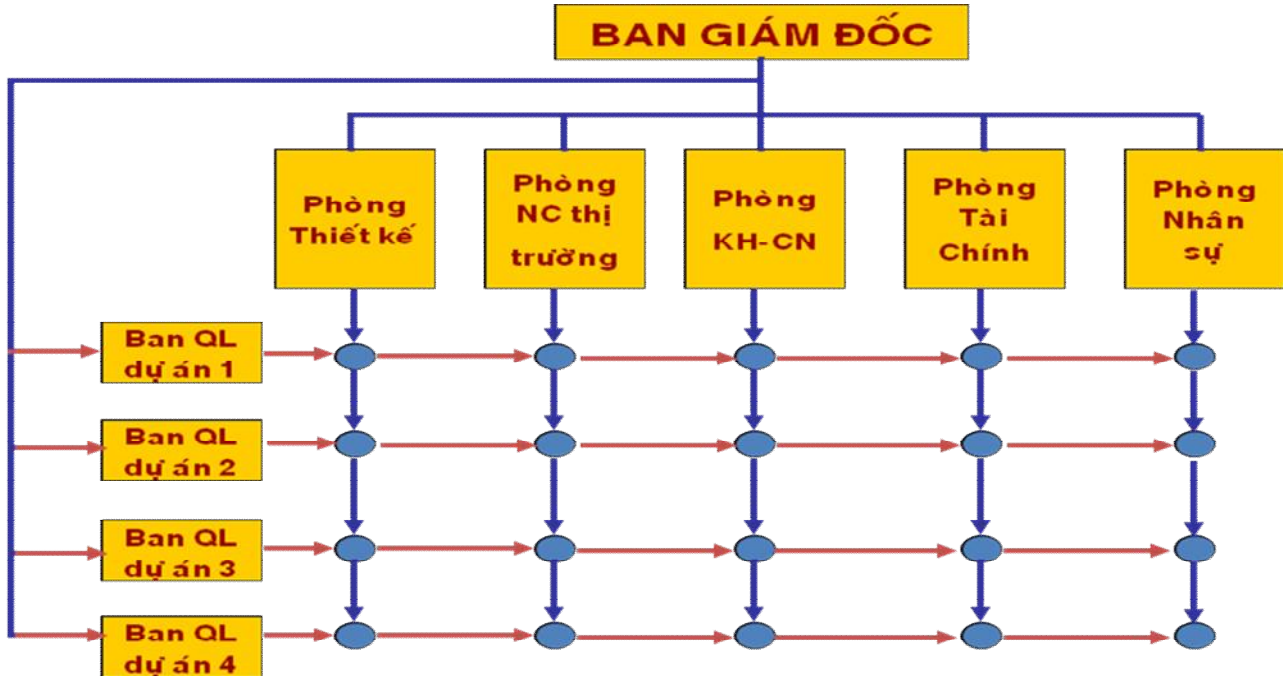 BAN GIÁM ĐỐC
Phòng
Thiết kế
Phòng
NC thị
trường
Phòng
KH-CN
Phòng
Tài
Chính
Phòng
Nhân
sự
Ban QL
dự án 1
Ban QL
dự án 2
Ban QL
dự án 3
Ban QL
dự án 4